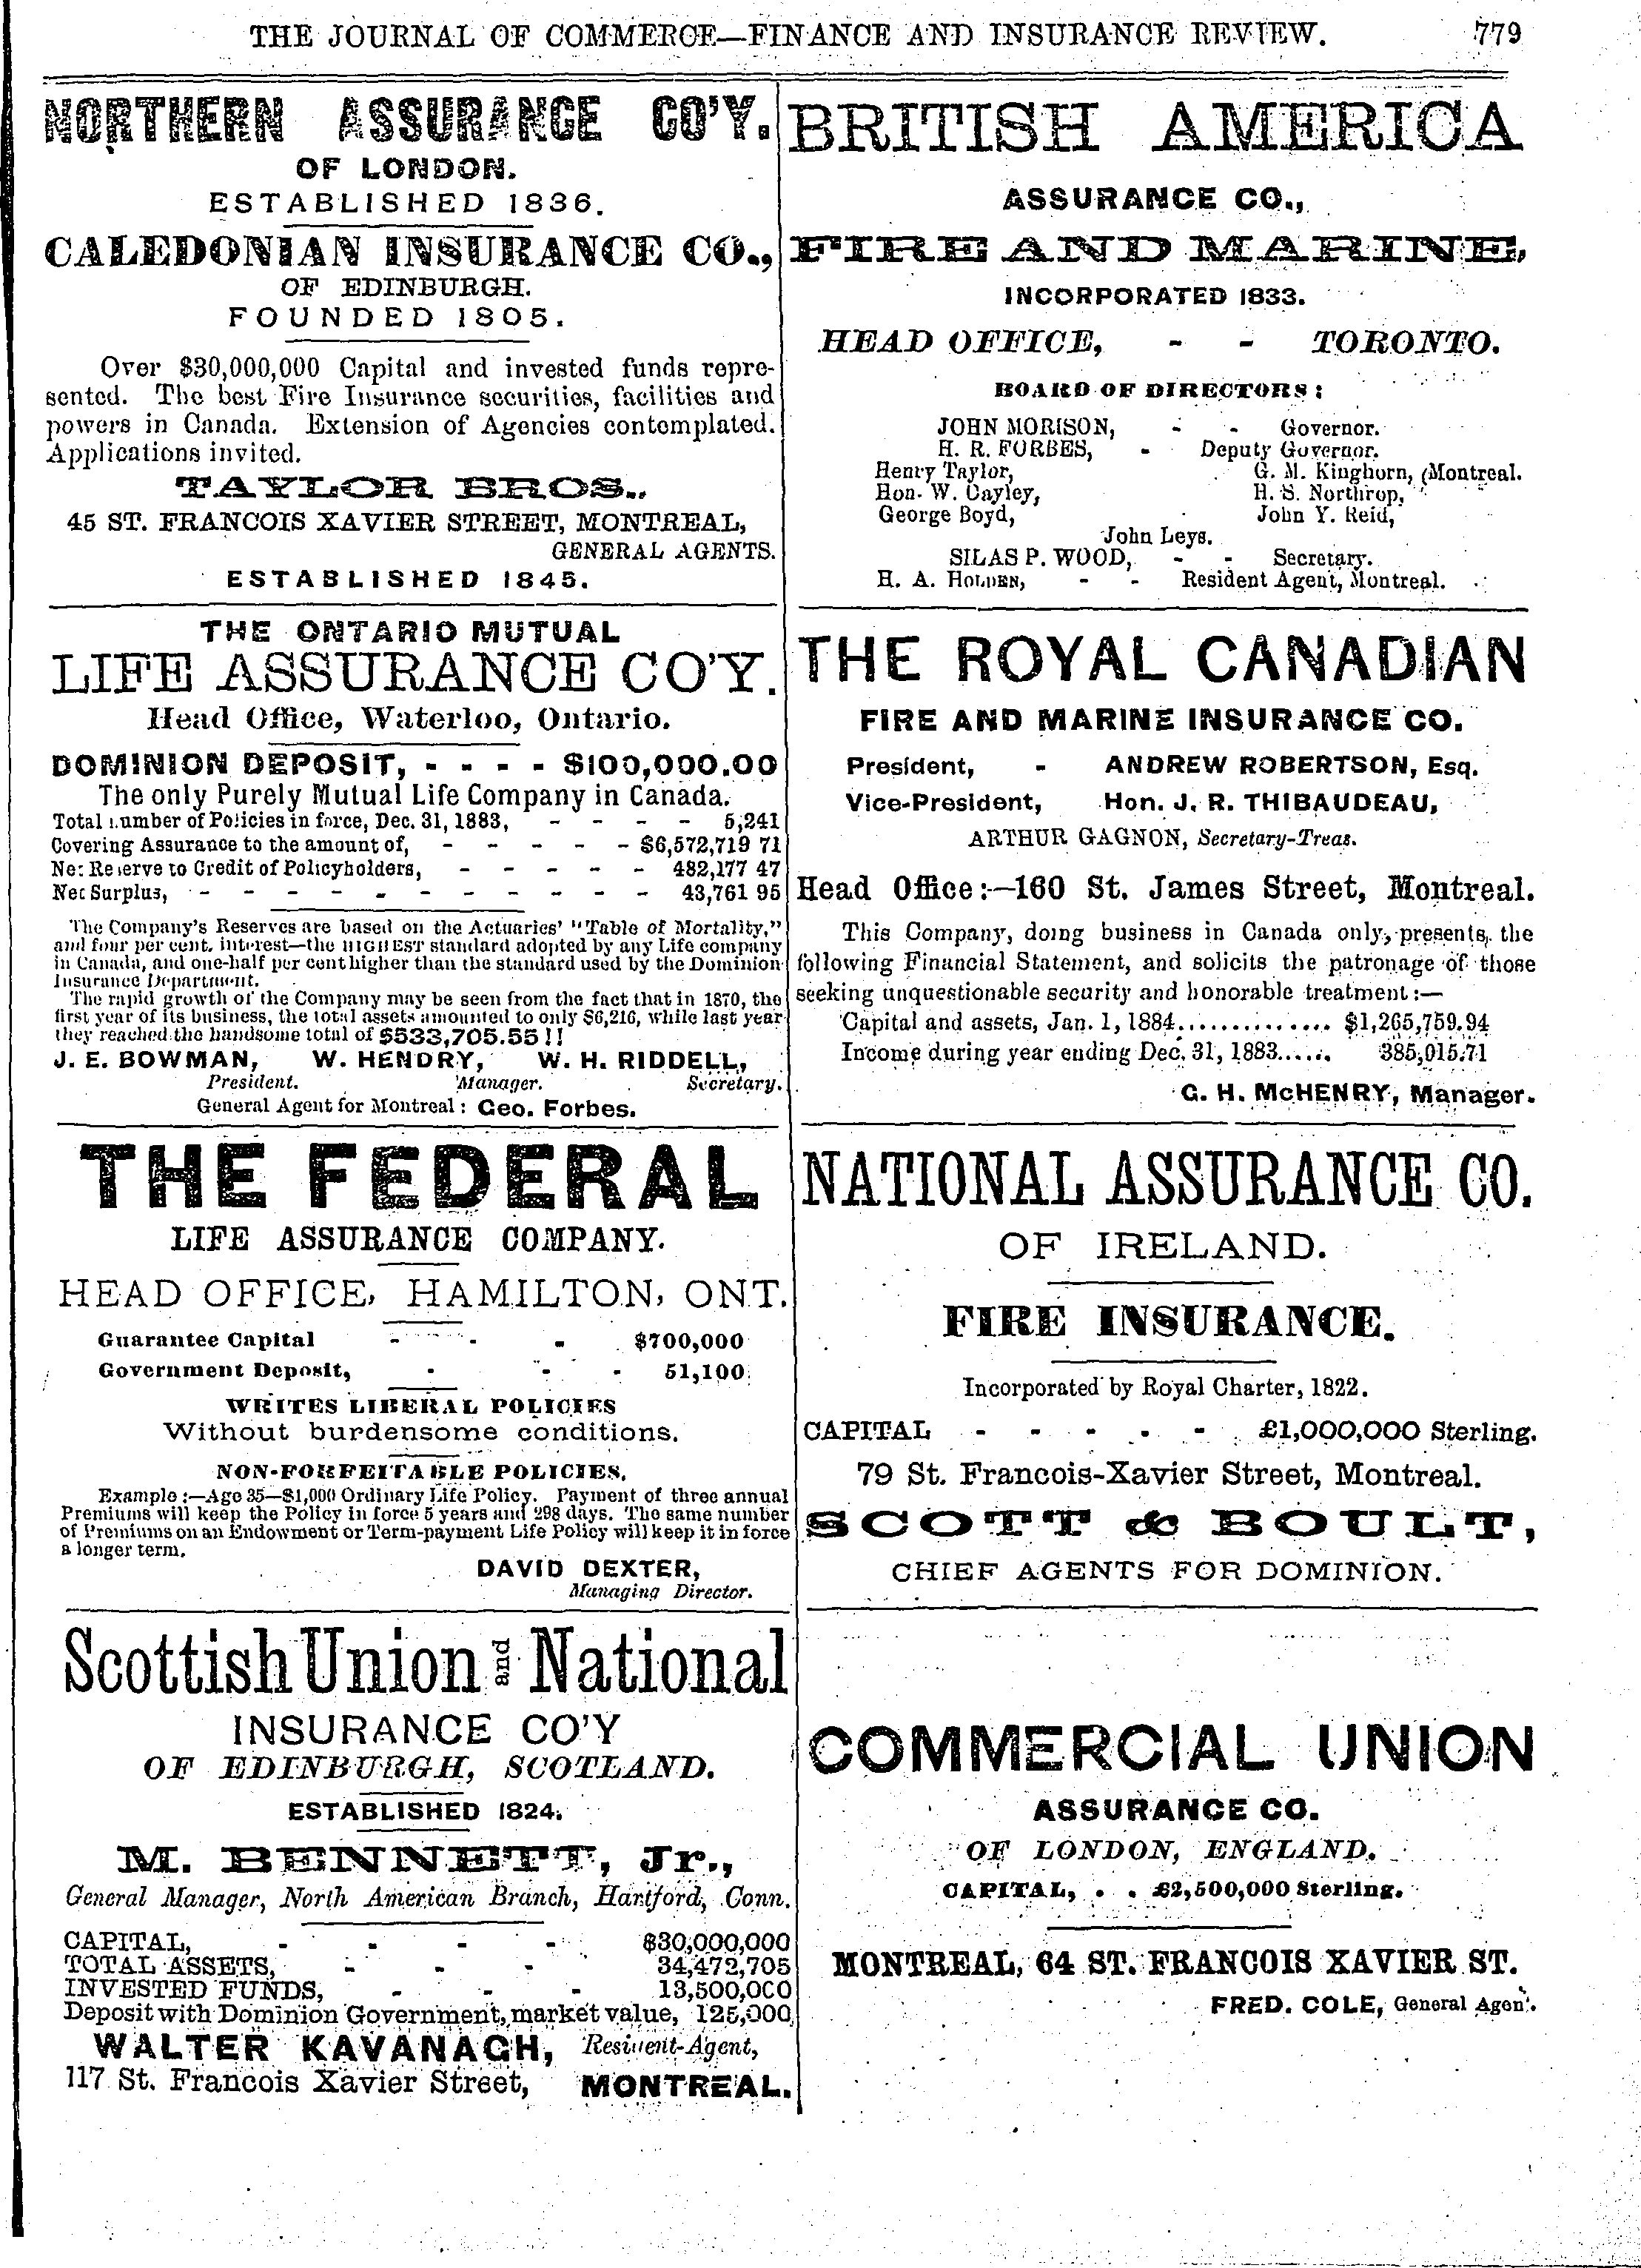 THE JOURNAL OF COMMERCE—FINANCE AND INSURANCE REVIEW. 779
NORTHERN ASSURANCE CO'Y.
OF LONDON.
ESTABLISHED 1836.
CALEDONIAN INSURANCE CO.,
OF EDINBURGH.
FOUNDED 1805.
Over $30,000,000 Capital and invested funds repre-
sented. The best Fire Insurance securities, facilities and
powers in Canada. Extension of Agencies contemplated.
Applications invited.
TAYLOR BROS.,
45 ST. FRANCOIS XAVIER STREET, MONTREAL,
GENERAL AGENTS.
ESTABLISHED 1845.
THE ONTARIO MUTUAL
LIFE ASSURANCE CO'Y.
Head Office, Waterloo, Ontario.
DOMINION DEPOSIT, - - - - $100,000.00
The only Purely Mutual Life Company in Canada.
Total number of Policies in force, Dec. 31, 1883, - - - - 5,241
Covering Assurance to the amount of, - - - - - $6,572,719 71
Net Reserve to Credit of Policyholders, - - - - - 482,177 47
Net Surplus, - - - - - - - - - - - 43,761 95
The Company's Reserves are based on the Actuaries' "Table of Mortality,"
and four per cent. interest—the HIGHEST standard adopted by any Life company
in Canada, and one-half per cent higher than the standard used by the Dominion
Insurance Department.
The rapid growth of the Company may be seen from the fact that in 1870, the
first year of its business, the total assets amounted to only $6,216, while last year
they reached the handsome total of $533,705.55 !!
J. E. BOWMAN, W. HENDRY, W. H. RIDDELL,
President. Manager. Secretary.
General Agent for Montreal: Geo. Forbes.
THE FEDERAL
LIFE ASSURANCE COMPANY.
HEAD OFFICE, HAMILTON, ONT.
Guarantee Capital - - - $700,000
Government Deposit, - - - 51,100
WRITES LIBERAL POLICIES
Without burdensome conditions.
NON-FORFEITABLE POLICIES.
Example :—Age 35—$1,000 Ordinary Life Policy. Payment of three annual
Premiums will keep the Policy in force 5 years and 298 days. The same number
of Premiums on an Endowment or Term-payment Life Policy will keep it in force
a longer term.
DAVID DEXTER,
Managing Director.
Scottish Union and National
INSURANCE CO'Y
OF EDINBURGH, SCOTLAND.
ESTABLISHED 1824.
M. BENNETT, Jr.,
General Manager, North American Branch, Hartford, Conn.
CAPITAL, - - - - $30,000,000
TOTAL ASSETS, - - - 34,472,705
INVESTED FUNDS, - - - 13,500,000
Deposit with Dominion Government, market value, 125,000
WALTER KAVANAGH, Resident-Agent,
117 St. Francois Xavier Street, MONTREAL.
BRITISH AMERICA
ASSURANCE CO.,
FIRE AND MARINE,
INCORPORATED 1833.
HEAD OFFICE, - - TORONTO.
BOARD OF DIRECTORS:
JOHN MORISON, - - Governor.
H. R. FORBES, - Deputy Governor.
Henry Taylor, G. M. Kinghorn, (Montreal.
Hon. W. Cayley, H. S. Northrop, "
George Boyd, John Y. Reid,
John Leys.
SILAS P. WOOD, - - Secretary.
H. A. HOLDEN, - - Resident Agent, Montreal.
THE ROYAL CANADIAN
FIRE AND MARINE INSURANCE CO.
President, - ANDREW ROBERTSON, Esq.
Vice-President, Hon. J. R. THIBAUDEAU,
ARTHUR GAGNON, Secretary-Treas.
Head Office:—160 St. James Street, Montreal.
This Company, doing business in Canada only, presents, the
following Financial Statement, and solicits the patronage of those
seeking unquestionable security and honorable treatment:—
Capital and assets, Jan. 1, 1884.............. $1,265,759.94
Income during year ending Dec. 31, 1883...... 385,015.71
G. H. McHENRY, Manager.
NATIONAL ASSURANCE CO.
OF IRELAND.
FIRE INSURANCE.
Incorporated by Royal Charter, 1822.
CAPITAL - - - - - £1,000,000 Sterling.
79 St. Francois-Xavier Street, Montreal.
SCOTT & BOULT,
CHIEF AGENTS FOR DOMINION.
COMMERCIAL UNION
ASSURANCE CO.
OF LONDON, ENGLAND.
CAPITAL, . . £2,500,000 Sterling.
MONTREAL, 64 ST. FRANCOIS XAVIER ST.
FRED. COLE, General Agent.